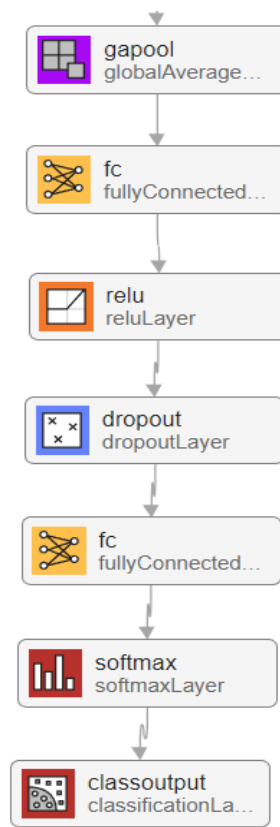 gapool
globalAverage...
fc
fullyConnected...
relu
reluLayer
dropout
dropoutLayer
fc
fullyConnected...
softmax
softmaxLayer
classoutput
classificationLa...